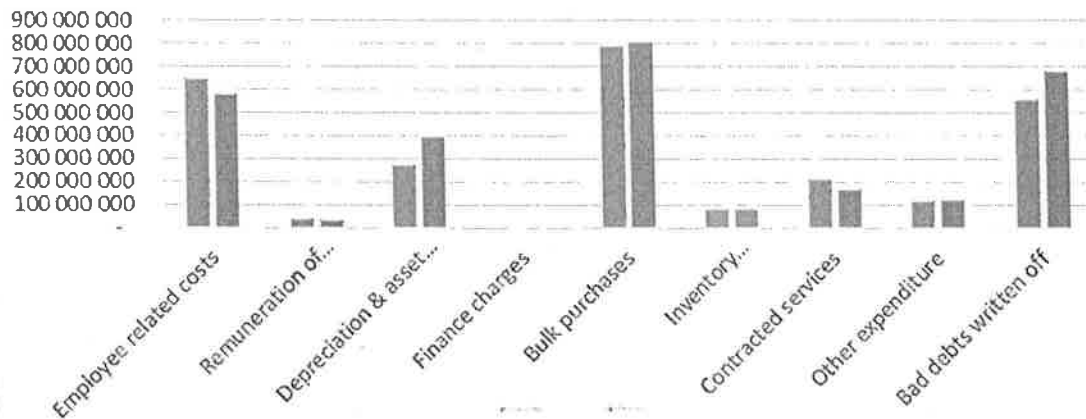 900 000 000
800 000 000
700 000 000
600 000 000
500 000 000
400 000 000
300 000 000
200 000 000
100 000 000
-
Employee related costs
Remuneration of...
Depreciation & asset...
Finance charges
Bulk purchases
Inventory...
Contracted services
Other expenditure
Bad debts written off